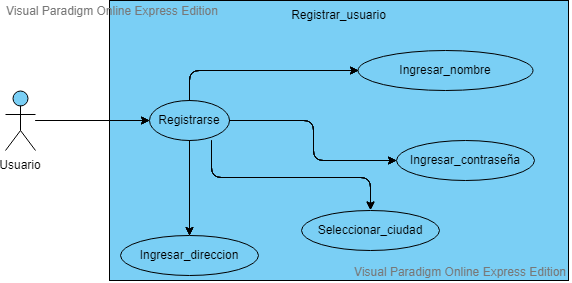 Visual Paradigm Online Express Edition
Registrar_usuario
Ingresar_nombre
Registrarse
Usuario
Ingresar_contraseña
Seleccionar_ciudad
Ingresar_direccion
Visual Paradigm Online Express Edition